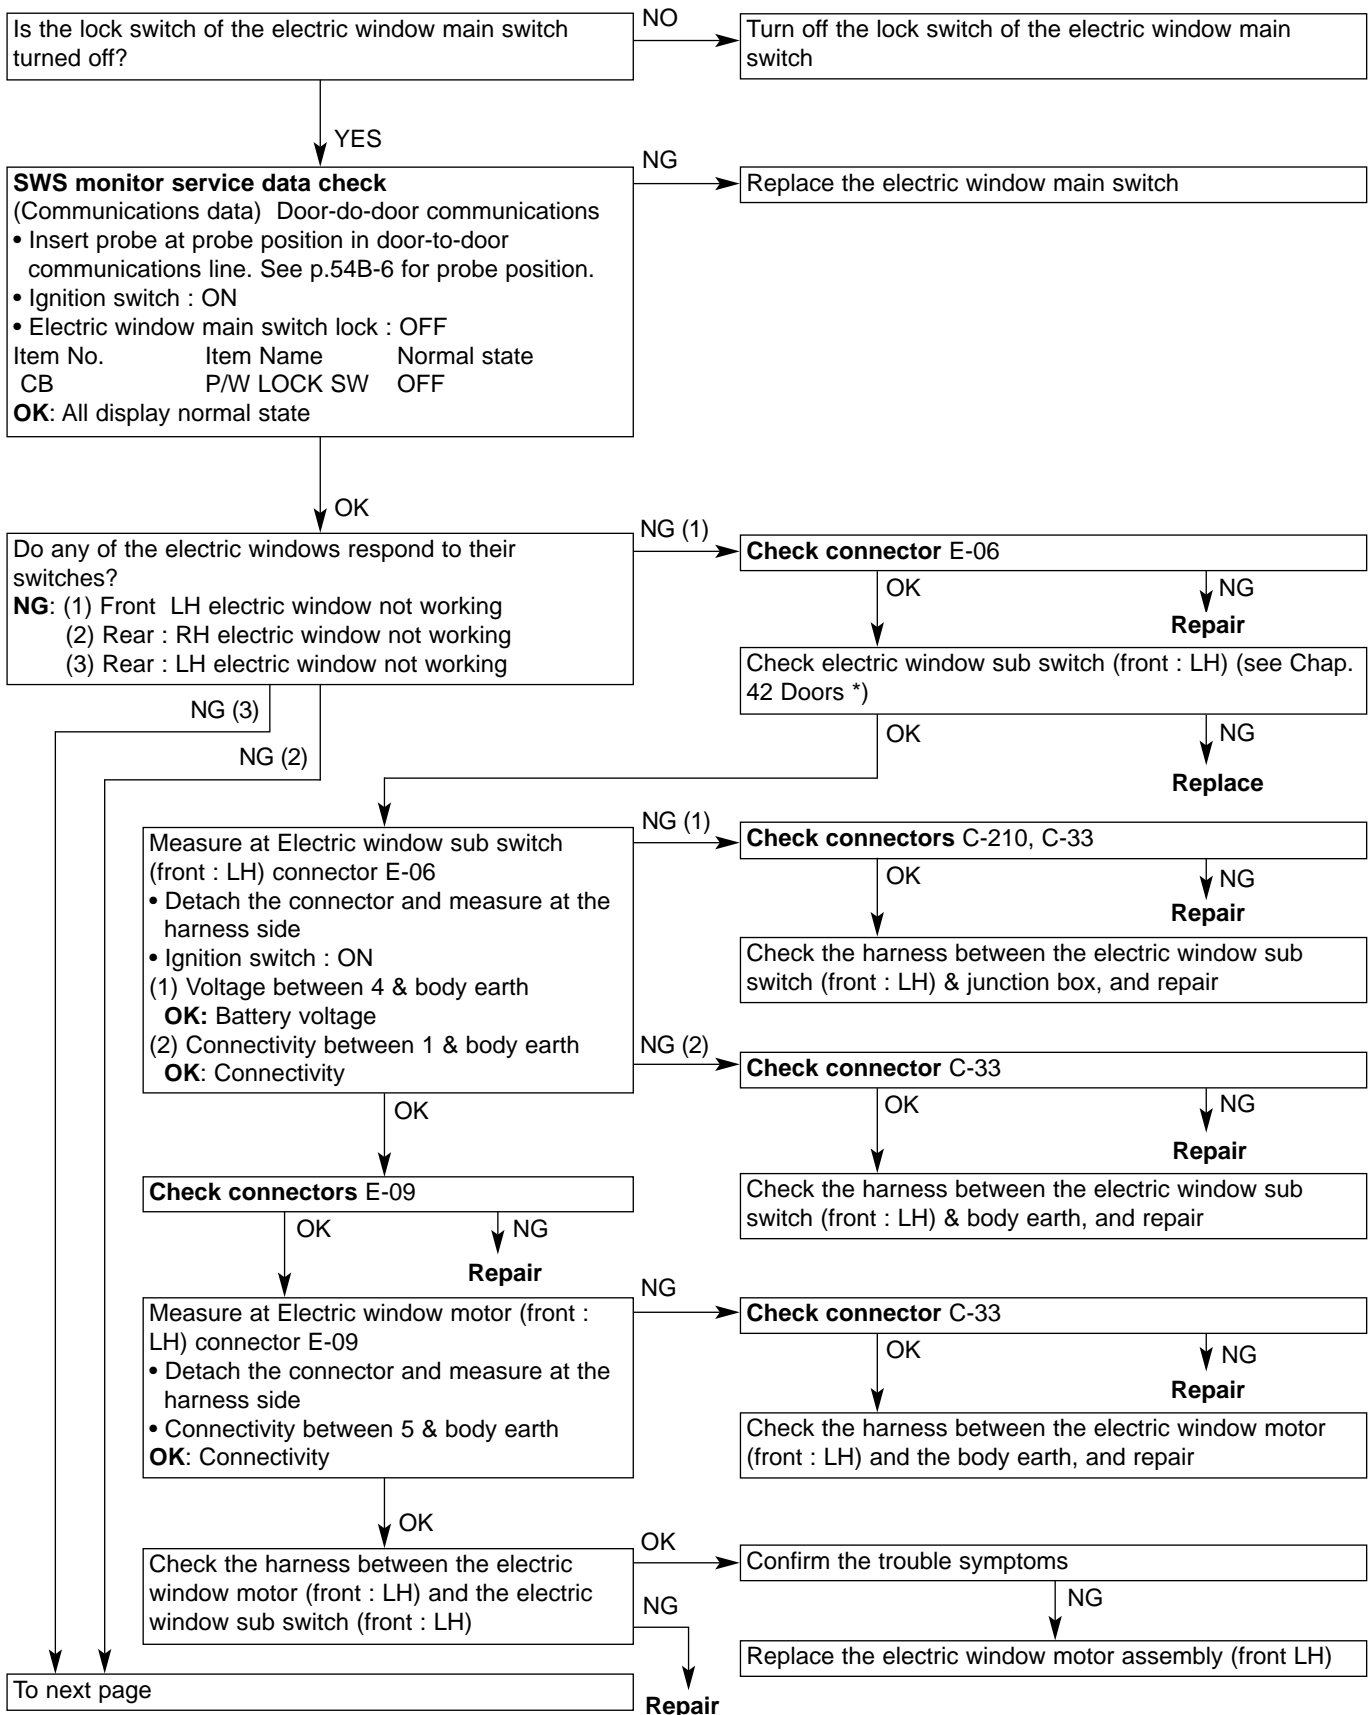 Is the lock switch of the electric window main switch
turned off?
NO
Turn off the lock switch of the electric window main
switch
YES
SWS monitor service data check
(Communications data) Door-do-door communications
• Insert probe at probe position in door-to-door
communications line. See p.54B-6 for probe position.
• Ignition switch : ON
• Electric window main switch lock : OFF
Item No. Item Name Normal state
CB P/W LOCK SW OFF
OK: All display normal state
NG
Replace the electric window main switch
OK
Do any of the electric windows respond to their
switches?
NG: (1) Front LH electric window not working
(2) Rear : RH electric window not working
(3) Rear : LH electric window not working
NG (1)
Check connector E-06
OK
NG
Repair
Check electric window sub switch (front : LH) (see Chap.
42 Doors *)
OK
NG
Replace
NG (3)
NG (2)
Measure at Electric window sub switch
(front : LH) connector E-06
• Detach the connector and measure at the
harness side
• Ignition switch : ON
(1) Voltage between 4 & body earth
OK: Battery voltage
(2) Connectivity between 1 & body earth
OK: Connectivity
NG (1)
Check connectors C-210, C-33
OK
NG
Repair
Check the harness between the electric window sub
switch (front : LH) & junction box, and repair
NG (2)
Check connector C-33
OK
NG
Repair
Check the harness between the electric window sub
switch (front : LH) & body earth, and repair
OK
Check connectors E-09
OK
NG
Repair
Measure at Electric window motor (front :
LH) connector E-09
• Detach the connector and measure at the
harness side
• Connectivity between 5 & body earth
OK: Connectivity
NG
Check connector C-33
OK
NG
Repair
Check the harness between the electric window motor
(front : LH) and the body earth, and repair
OK
Check the harness between the electric
window motor (front : LH) and the electric
window sub switch (front : LH)
OK
Confirm the trouble symptoms
NG
Replace the electric window motor assembly (front LH)
NG
Repair
To next page